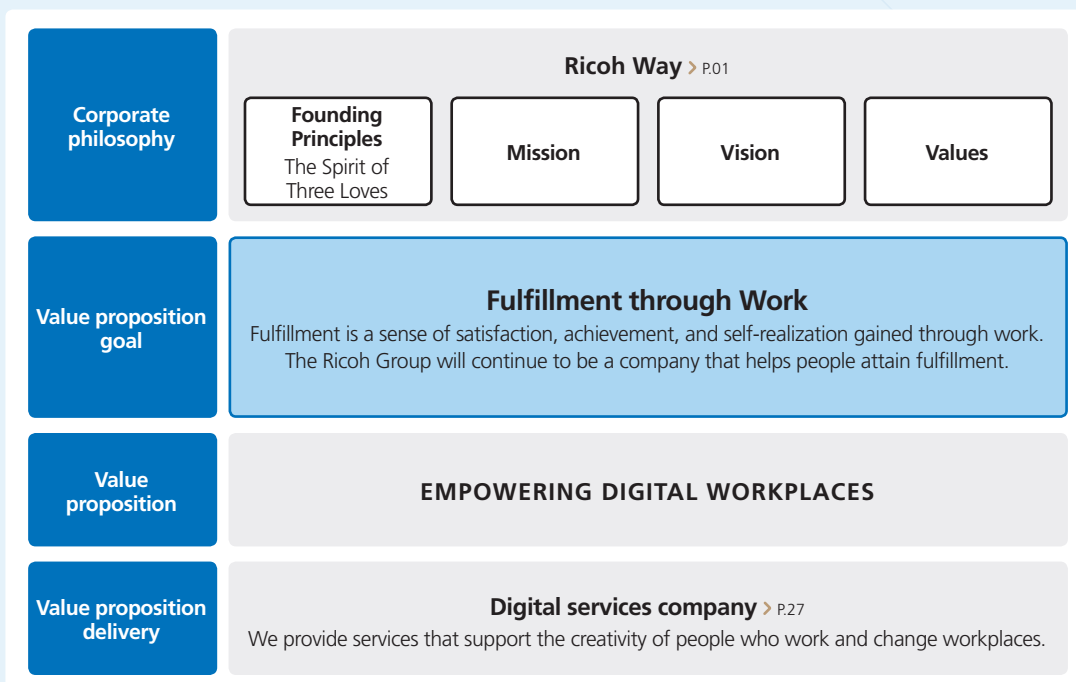 Corporate
philosophy
Ricoh Way > P.01
Founding
Principles
The Spirit of
Three Loves
Mission
Vision
Values
Value proposition
goal
Fulfillment through Work
Fulfillment is a sense of satisfaction, achievement, and self-realization gained through work.
The Ricoh Group will continue to be a company that helps people attain fulfillment.
Value
proposition
EMPOWERING DIGITAL WORKPLACES
Value proposition
delivery
Digital services company > P.27
We provide services that support the creativity of people who work and change workplaces.